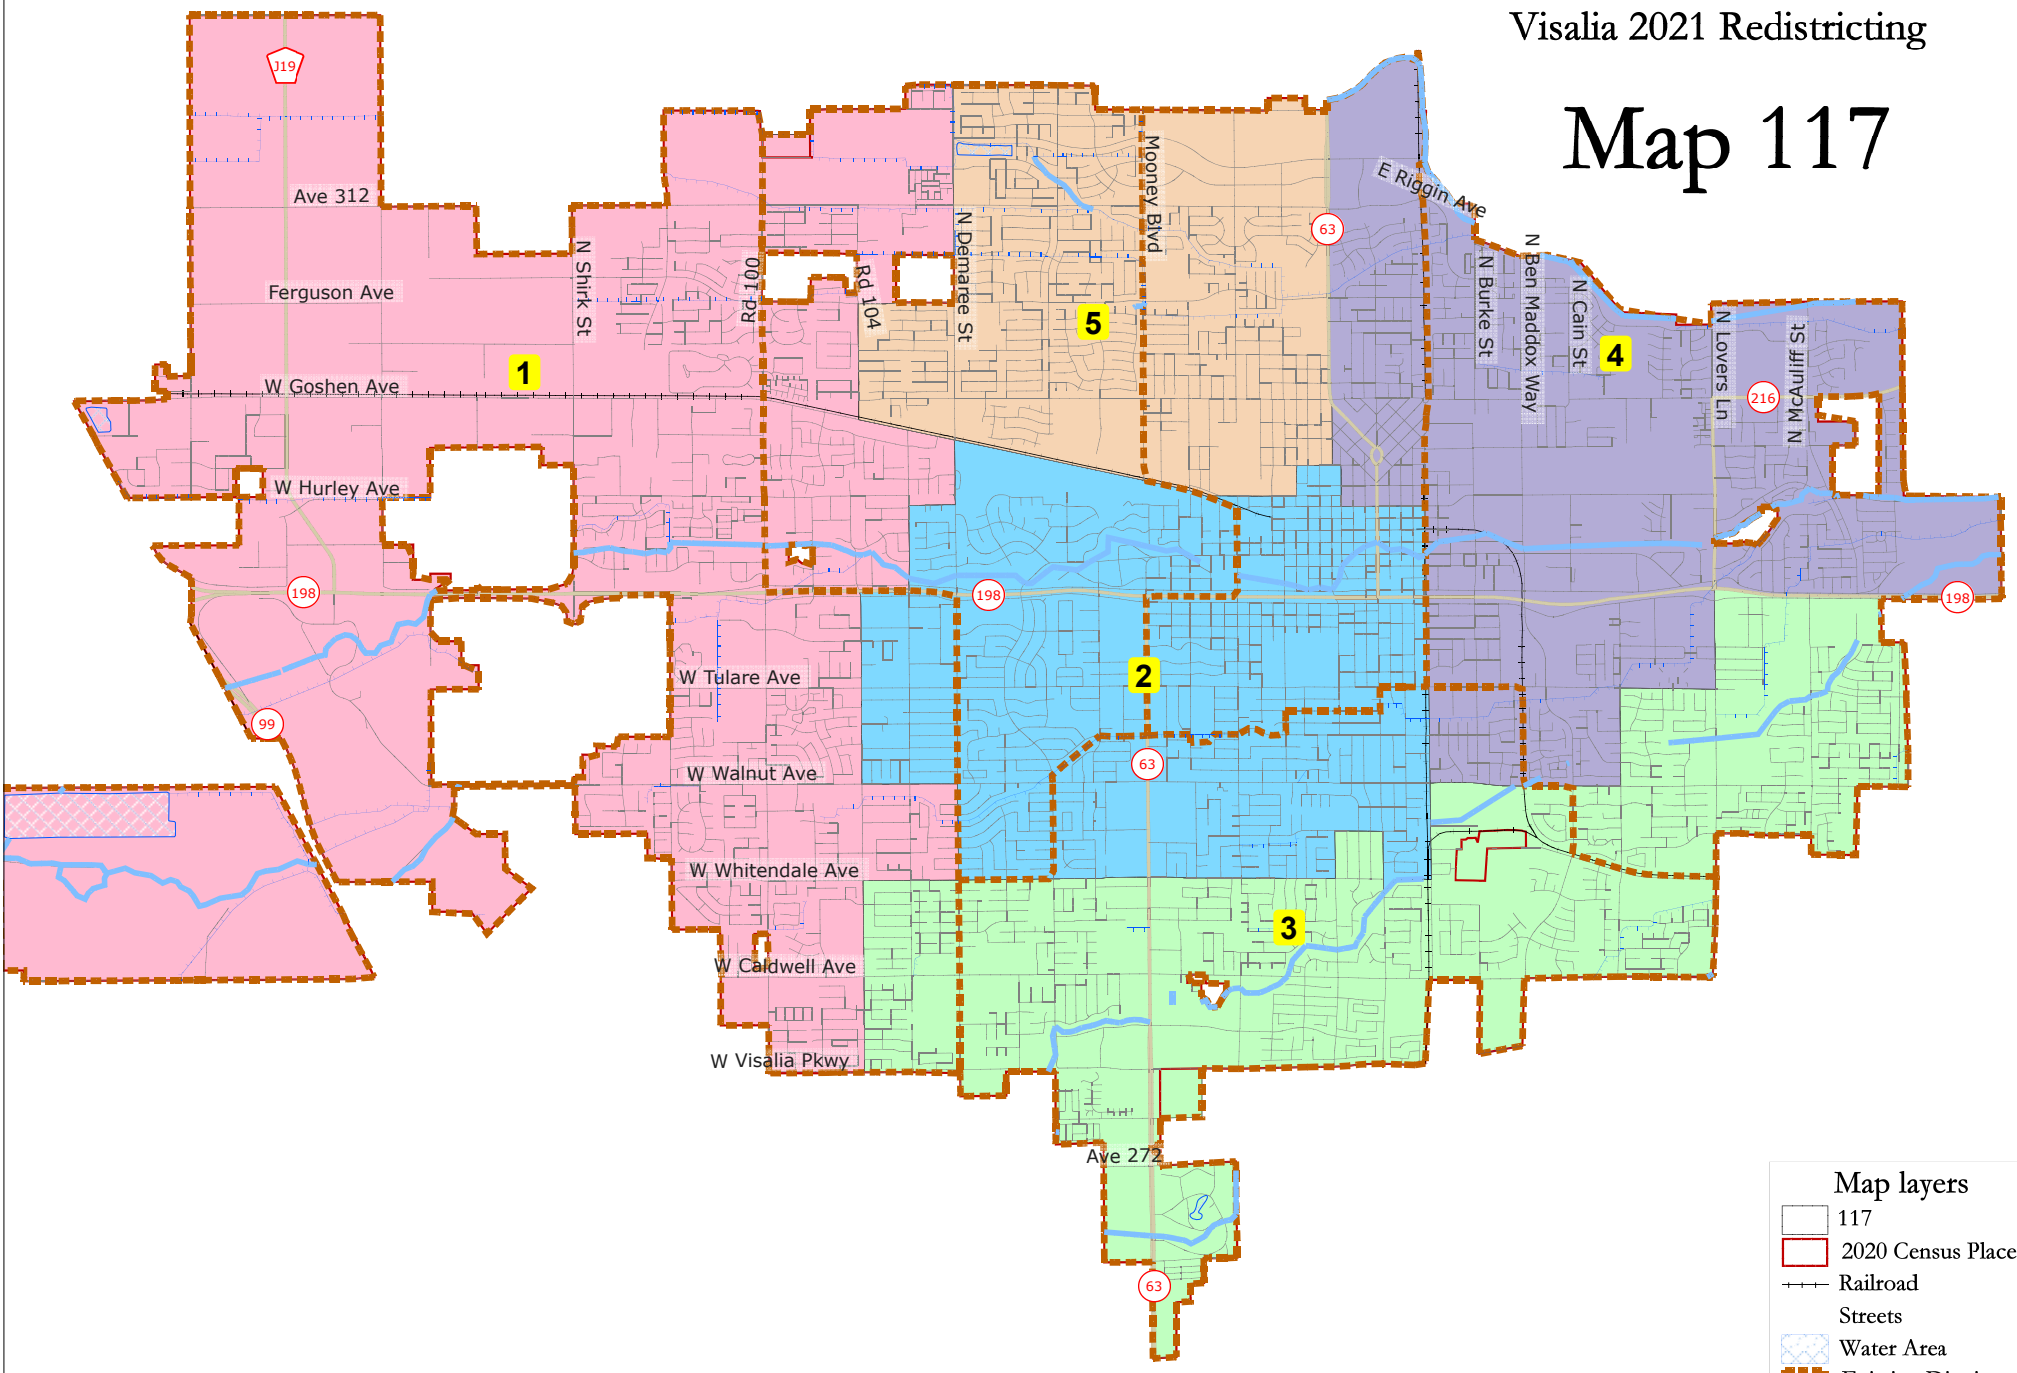 Visalia 2021 Redistricting
Map 117
J19
Ave 312
E Riggin Ave
Mooney Blvd
63
N Demaree St
N Shirk St
Rd 100
Rd 104
N Burke St
N Ben Maddox Way
N Cain St
N Lovers Ln
N McAuliff St
Ferguson Ave
5
4
1
W Goshen Ave
216
W Hurley Ave
198
198
198
W Tulare Ave
2
99
63
W Walnut Ave
W Whitendale Ave
3
W Caldwell Ave
W Visalia Pkwy
Ave 272
63
Map layers
117
2020 Census Place
Railroad
Streets
Water Area